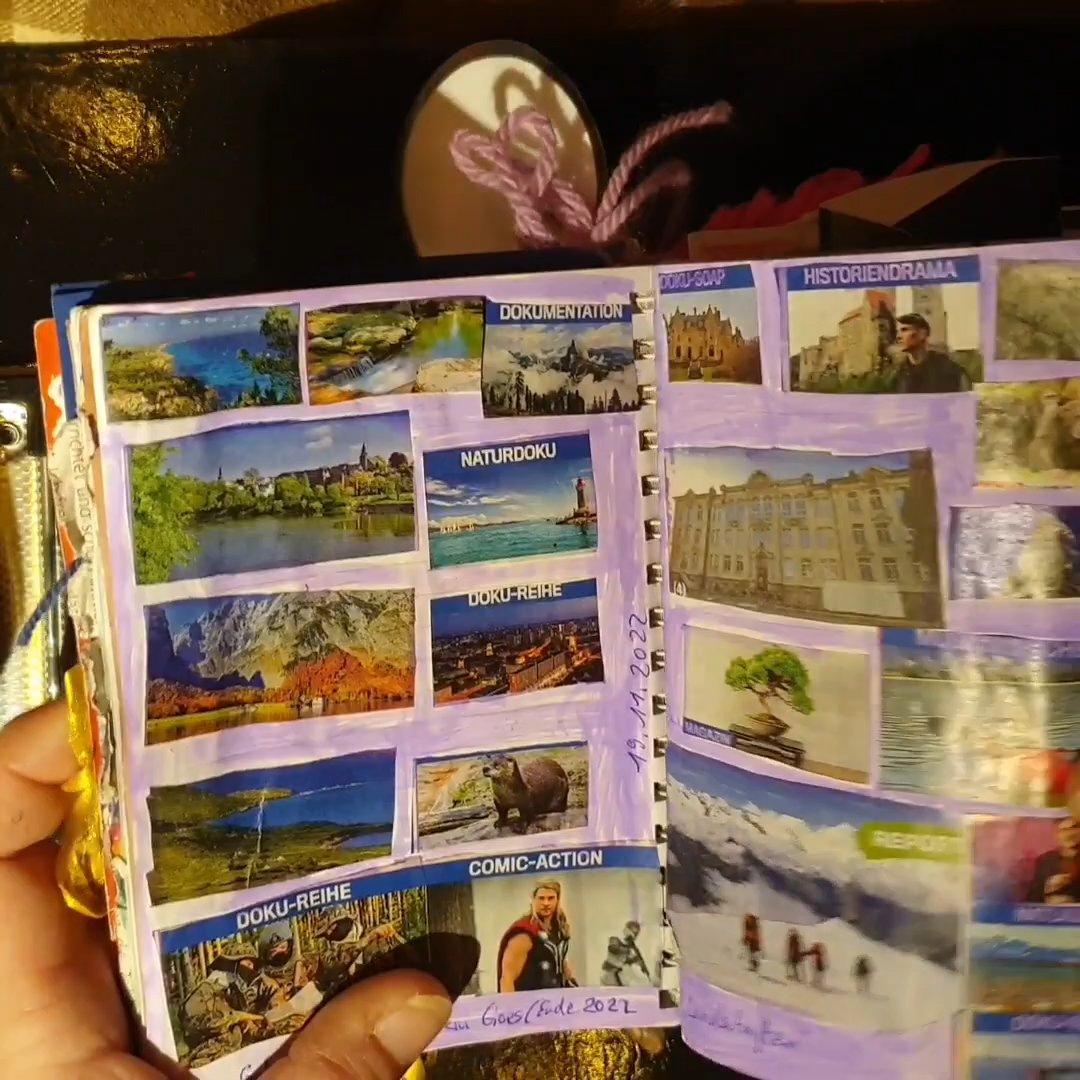 DOKUMENTATION
NATURDOKU
DOKU-REIHE
19.11.2022
COMIC-ACTION
DOKU-REIHE
Goes/Ende 2022
DOKU-SOAP
HISTORIENDRAMA
(4)
MAGAZIN
REPORT